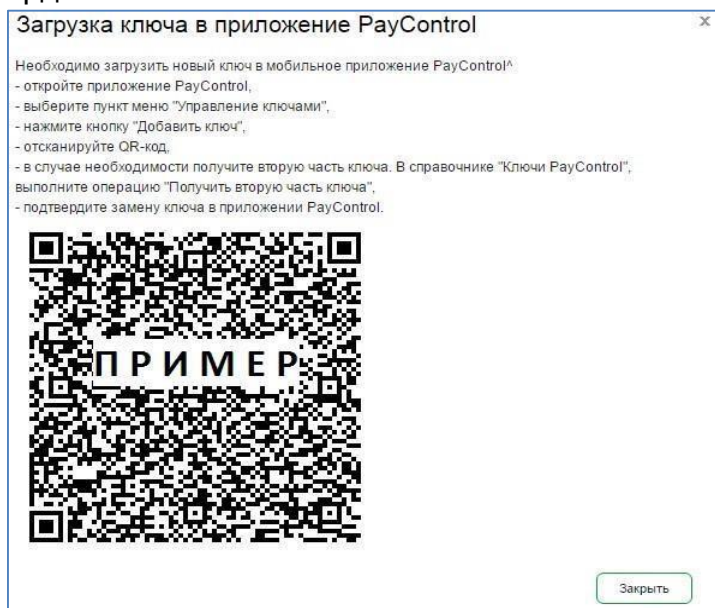 Загрузка ключа в приложение PayControl
x
Необходимо загрузить новый ключ в мобильное приложение PayControl^
- откройте приложение PayControl,
- выберите пункт меню "Управление ключами",
- нажмите кнопку "Добавить ключ",
- отсканируйте QR-код,
- в случае необходимости получите вторую часть ключа. В справочнике "Ключи PayControl",
выполните операцию "Получить вторую часть ключа",
- подтвердите замену ключа в приложении PayControl.
ПРИМЕР
Закрыть